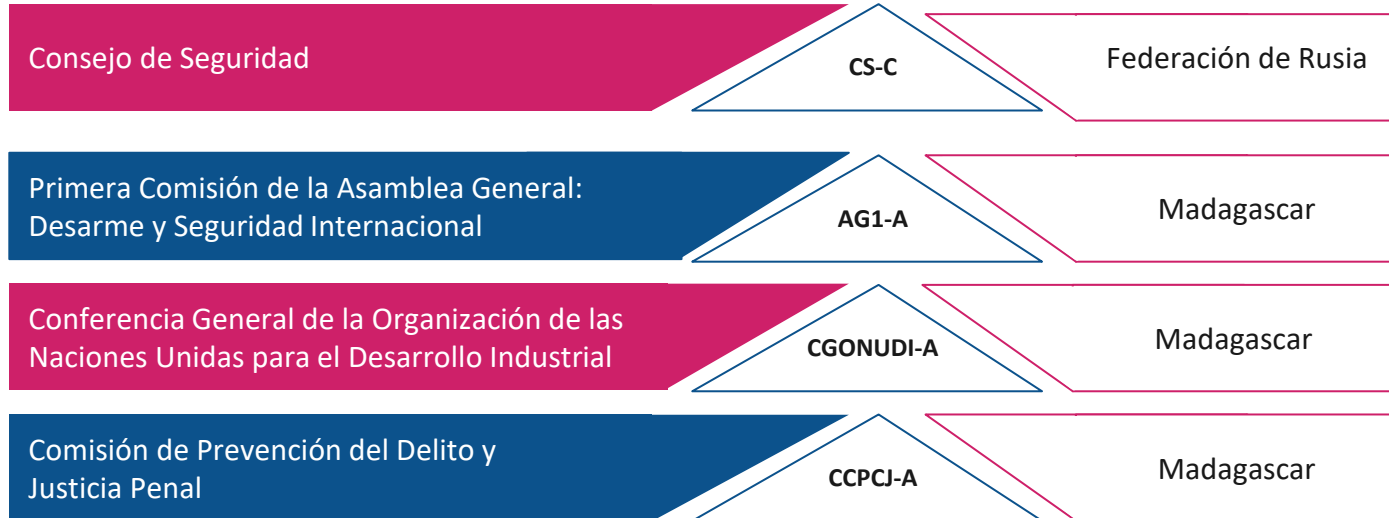 Consejo de Seguridad
CS-C
Federación de Rusia
Primera Comisión de la Asamblea General:
Desarme y Seguridad Internacional
AG1-A
Madagascar
Conferencia General de la Organización de las
Naciones Unidas para el Desarrollo Industrial
CGONUDI-A
Madagascar
Comisión de Prevención del Delito y
Justicia Penal
CCPCJ-A
Madagascar